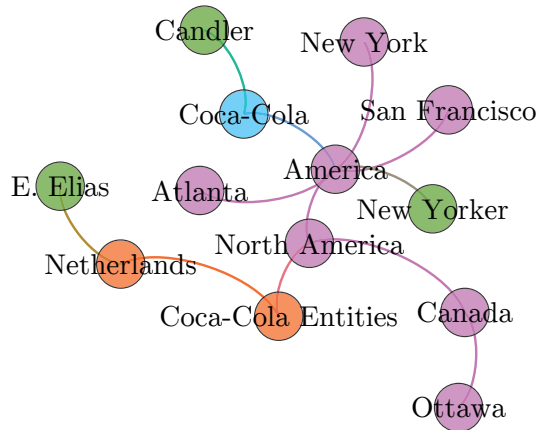 Candler
New York
Coca-Cola
San Francisco
America
E. Elias
Atlanta
New Yorker
North America
Netherlands
Coca-Cola Entities
Canada
Ottawa